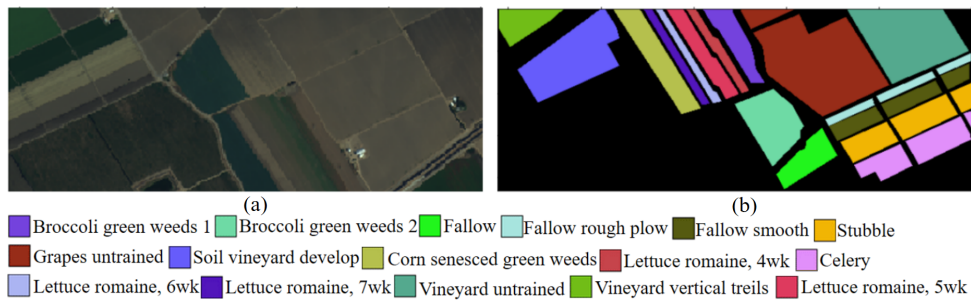 (a) (b)
Broccoli green weeds 1 Broccoli green weeds 2 Fallow Fallow rough plow Fallow smooth Stubble
Grapes untrained Soil vineyard develop Corn senesced green weeds Lettuce romaine, 4wk Celery
Lettuce romaine, 6wk Lettuce romaine, 7wk Vineyard untrained Vineyard vertical treils Lettuce romaine, 5wk